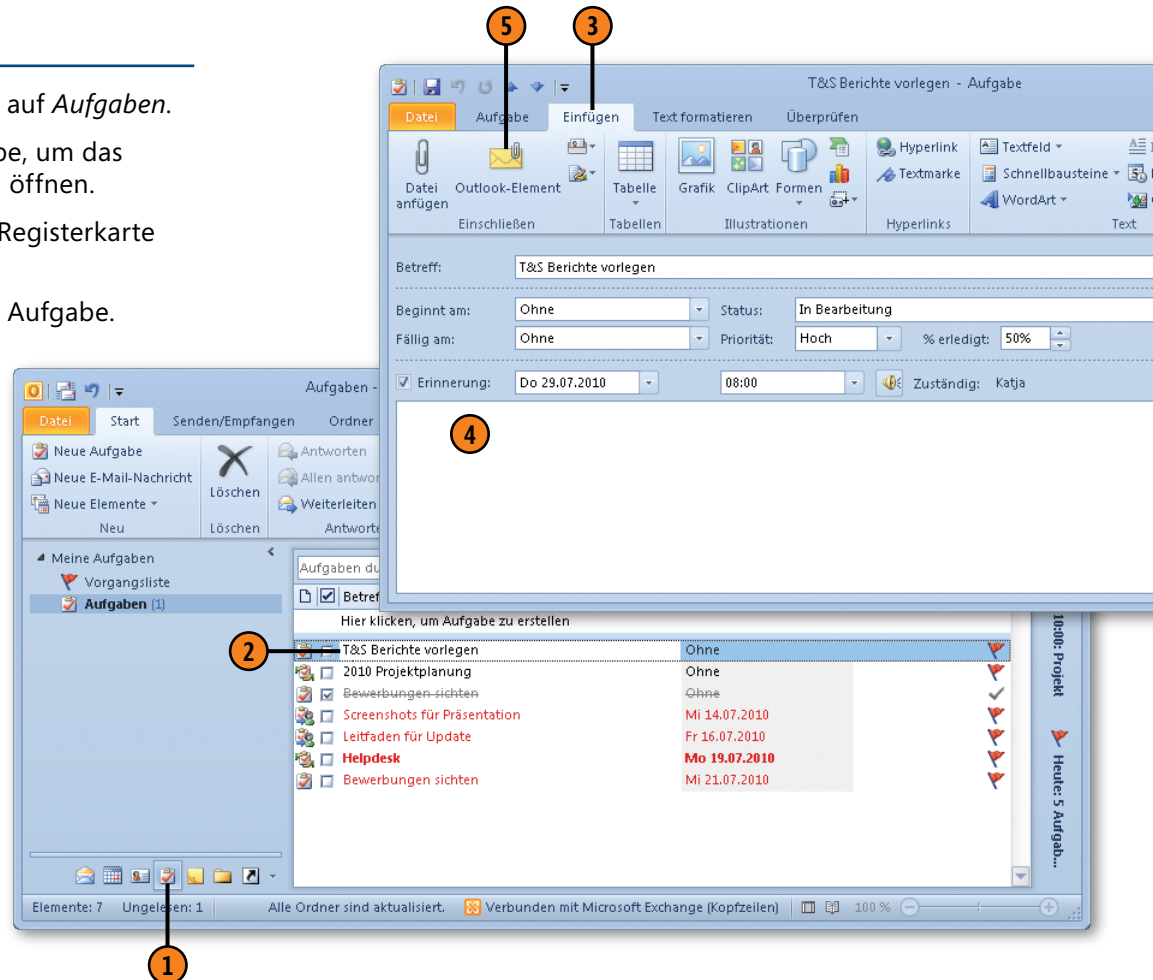 5
3
auf Aufgaben.
be, um das
öffnen.
Registerkarte
Aufgabe.
T&S Berichte vorlegen - Aufgabe
Datei Aufgabe Einfügen Text formatieren Überprüfen
Datei anfügen
Outlook-Element
Tabelle
Grafik ClipArt Formen
Hyperlink
Textmarke
Textfeld
Schnellbausteine
WordArt
Einschließen Tabellen Illustrationen Hyperlinks Text
Betreff: T&S Berichte vorlegen
Beginnt am: Ohne Status: In Bearbeitung
Fällig am: Ohne Priorität: Hoch % erledigt: 50%
Erinnerung: Do 29.07.2010 08:00 Zuständig: Katja
4
Aufgaben -
Datei Start Senden/Empfangen Ordner
Neue Aufgabe
Neue E-Mail-Nachricht
Neue Elemente
Löschen
Antworten
Allen antwor
Weiterleiten
Neu Löschen Antworte
Meine Aufgaben
Vorgangsliste
Aufgaben (1)
Aufgaben du
Betref
Hier klicken, um Aufgabe zu erstellen
2
T&S Berichte vorlegen Ohne
2010 Projektplanung Ohne
Bewerbungen sichten Ohne
Screenshots für Präsentation Mi 14.07.2010
Leitfaden für Update Fr 16.07.2010
Helpdesk Mo 19.07.2010
Bewerbungen sichten Mi 21.07.2010
10:00: Projekt
Heute: 5 Aufgab...
Elemente: 7 Ungelesen: 1 Alle Ordner sind aktualisiert. Verbunden mit Microsoft Exchange (Kopfzeilen) 100 %
1